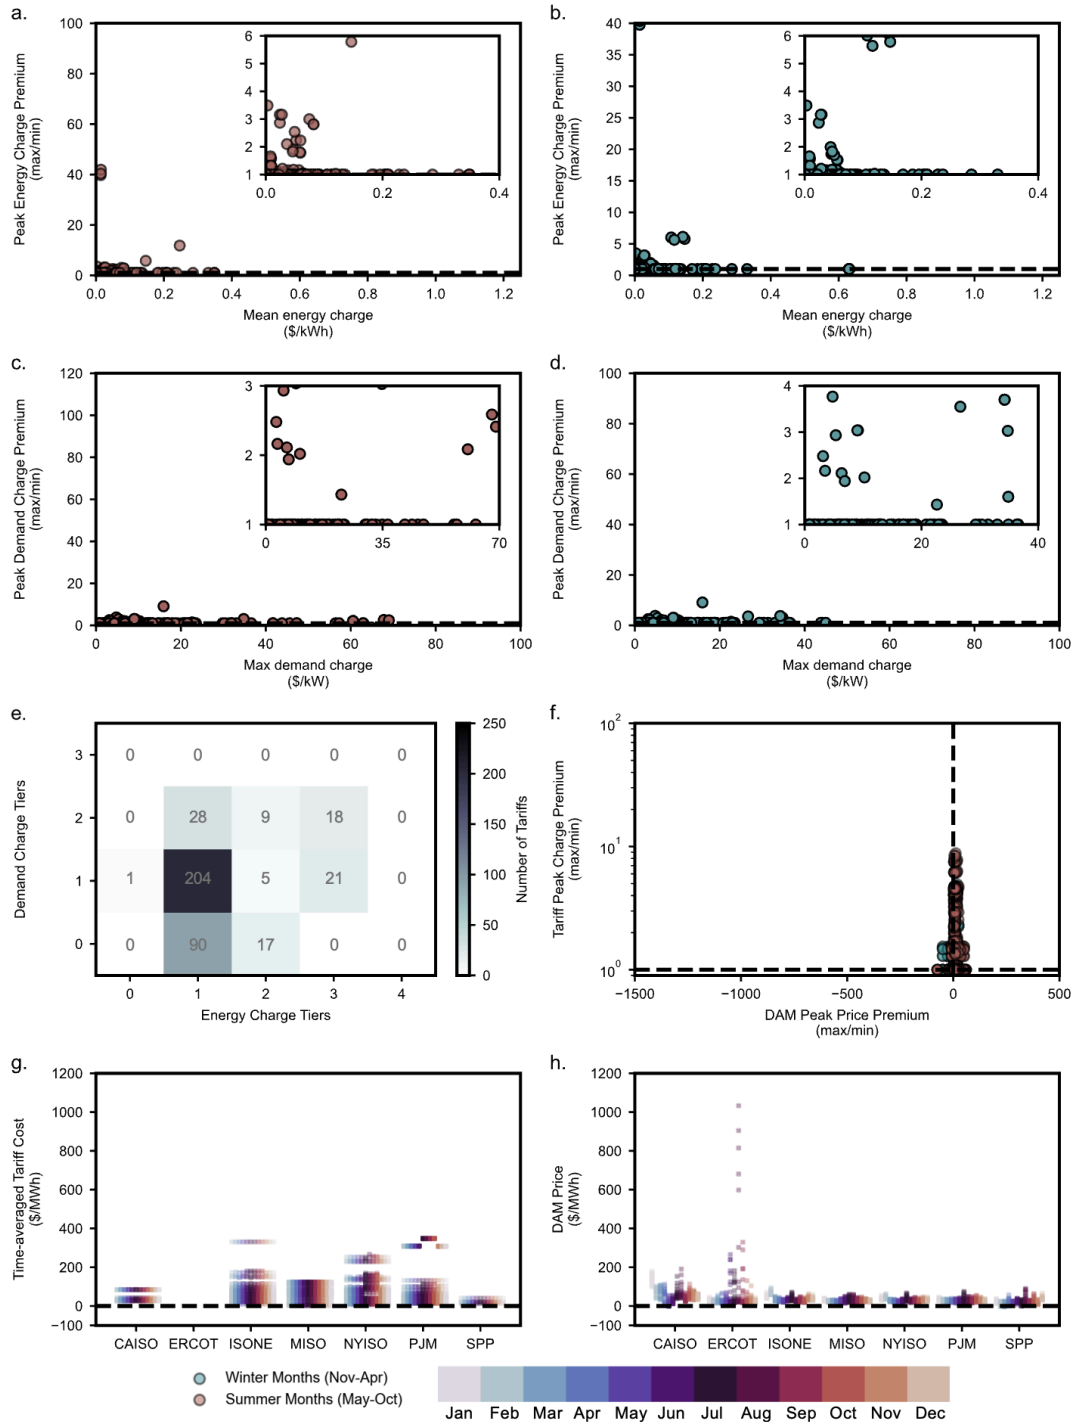 a.
Peak Energy Charge Premium
(max/min)
100
80
60
40
20
0
6
5
4
3
2
1
0.0 0.2 0.4
0.0 0.2 0.4 0.6 0.8 1.0 1.2
Mean energy charge
($/kWh)
b.
Peak Energy Charge Premium
(max/min)
40
35
30
25
20
15
10
5
0
6
5
4
3
2
1
0.0 0.2 0.4
0.0 0.2 0.4 0.6 0.8 1.0 1.2
Mean energy charge
($/kWh)
c.
Peak Demand Charge Premium
(max/min)
120
100
80
60
40
20
0
3
2
1
0 35 70
0 20 40 60 80 100
Max demand charge
($/kW)
d.
Peak Demand Charge Premium
(max/min)
100
80
60
40
20
0
4
3
2
1
0 20 40
0 20 40 60 80 100
Max demand charge
($/kW)
e.
Demand Charge Tiers
3 0 0 0 0 0
2 0 28 9 18 0
1 1 204 5 21 0
0 0 90 17 0 0
0 1 2 3 4
Energy Charge Tiers
250
200
150
100
50
0
Number of Tariffs
f.
Tariff Peak Charge Premium
(max/min)
10²
10¹
10⁰
−1500 −1000 −500 0 500
DAM Peak Price Premium
(max/min)
g.
Time-averaged Tariff Cost
($/MWh)
1200
1000
800
600
400
200
0
−100
CAISO ERCOT ISONE MISO NYISO PJM SPP
h.
DAM Price
($/MWh)
1200
1000
800
600
400
200
0
−100
CAISO ERCOT ISONE MISO NYISO PJM SPP
Winter Months (Nov-Apr)
Summer Months (May-Oct)
Jan Feb Mar Apr May Jun Jul Aug Sep Oct Nov Dec